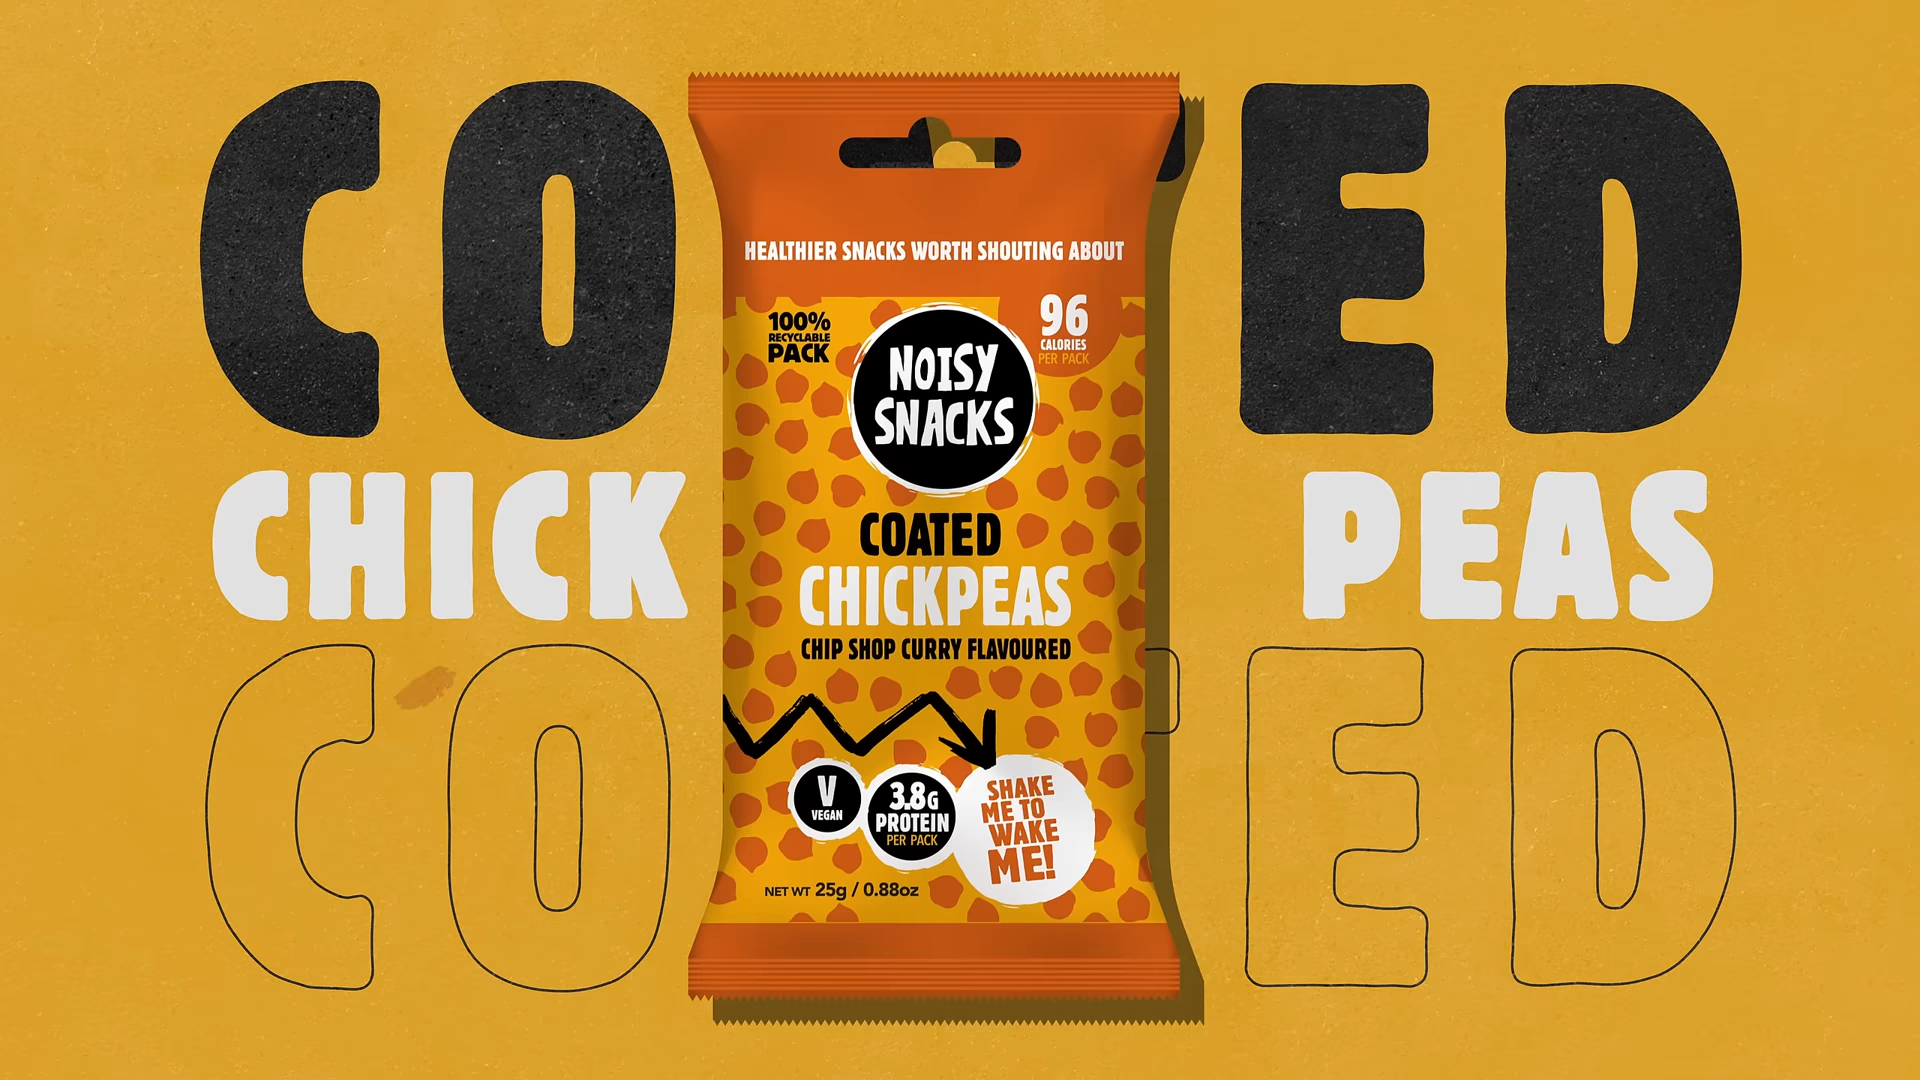 CO ED
HEALTHIER SNACKS WORTH SHOUTING ABOUT
100%
RECYCLABLE
PACK
NOISY
SNACKS
96
CALORIES
PER PACK
CHICK PEAS
COATED
CHICKPEAS
CHIP SHOP CURRY FLAVOURED
CO ED
V
VEGAN
3.8G
PROTEIN
PER PACK
SHAKE
ME TO
WAKE
ME!
NET WT 25g / 0.88oz